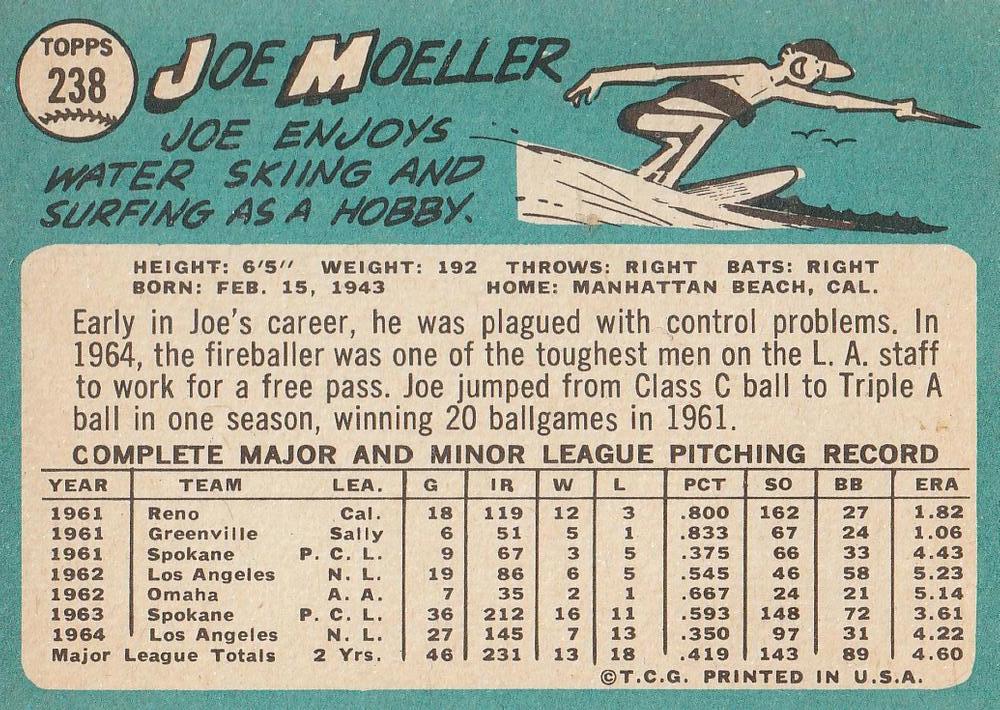 TOPPS
238
JOE MOELLER
JOE ENJOYS
WATER SKIING AND
SURFING AS A HOBBY.
HEIGHT: 6'5" WEIGHT: 192 THROWS: RIGHT BATS: RIGHT
BORN: FEB. 15, 1943 HOME: MANHATTAN BEACH, CAL.
Early in Joe's career, he was plagued with control problems. In
1964, the fireballer was one of the toughest men on the L. A. staff
to work for a free pass. Joe jumped from Class C ball to Triple A
ball in one season, winning 20 ballgames in 1961.
COMPLETE MAJOR AND MINOR LEAGUE PITCHING RECORD
YEAR TEAM LEA. G IR W L PCT SO BB ERA
1961 Reno Cal. 18 119 12 3 .800 162 27 1.82
1961 Greenville Sally 6 51 5 1 .833 67 24 1.06
1961 Spokane P. C. L. 9 67 3 5 .375 66 33 4.43
1962 Los Angeles N. L. 19 86 6 5 .545 46 58 5.23
1962 Omaha A. A. 7 35 2 1 .667 24 21 5.14
1963 Spokane P. C. L. 36 212 16 11 .593 148 72 3.61
1964 Los Angeles N. L. 27 145 7 13 .350 97 31 4.22
Major League Totals 2 Yrs. 46 231 13 18 .419 143 89 4.60
©T.C.G. PRINTED IN U.S.A.